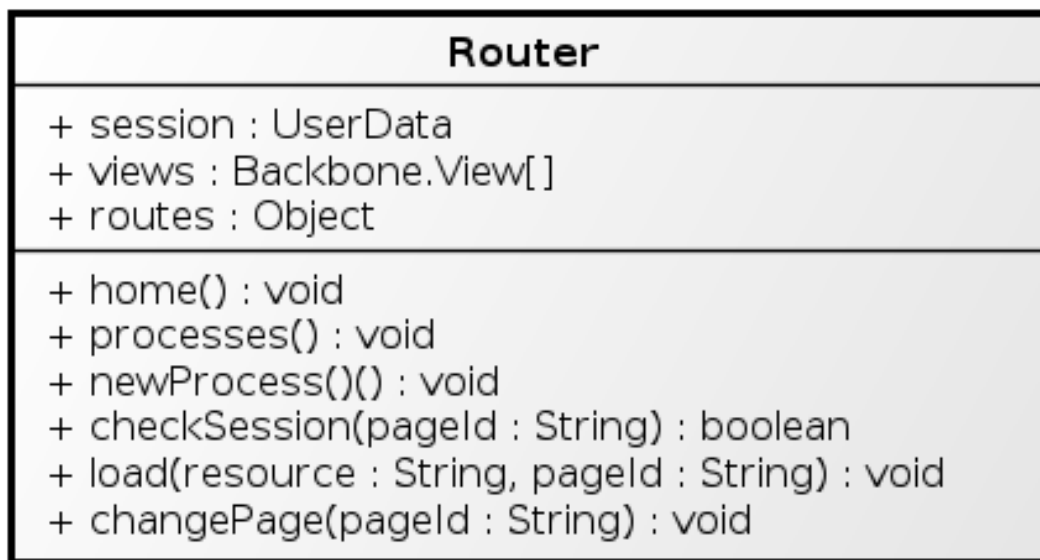 Router
+ session : UserData
+ views : Backbone.View[]
+ routes : Object
+ home() : void
+ processes() : void
+ newProcess()() : void
+ checkSession(pageId : String) : boolean
+ load(resource : String, pageId : String) : void
+ changePage(pageId : String) : void